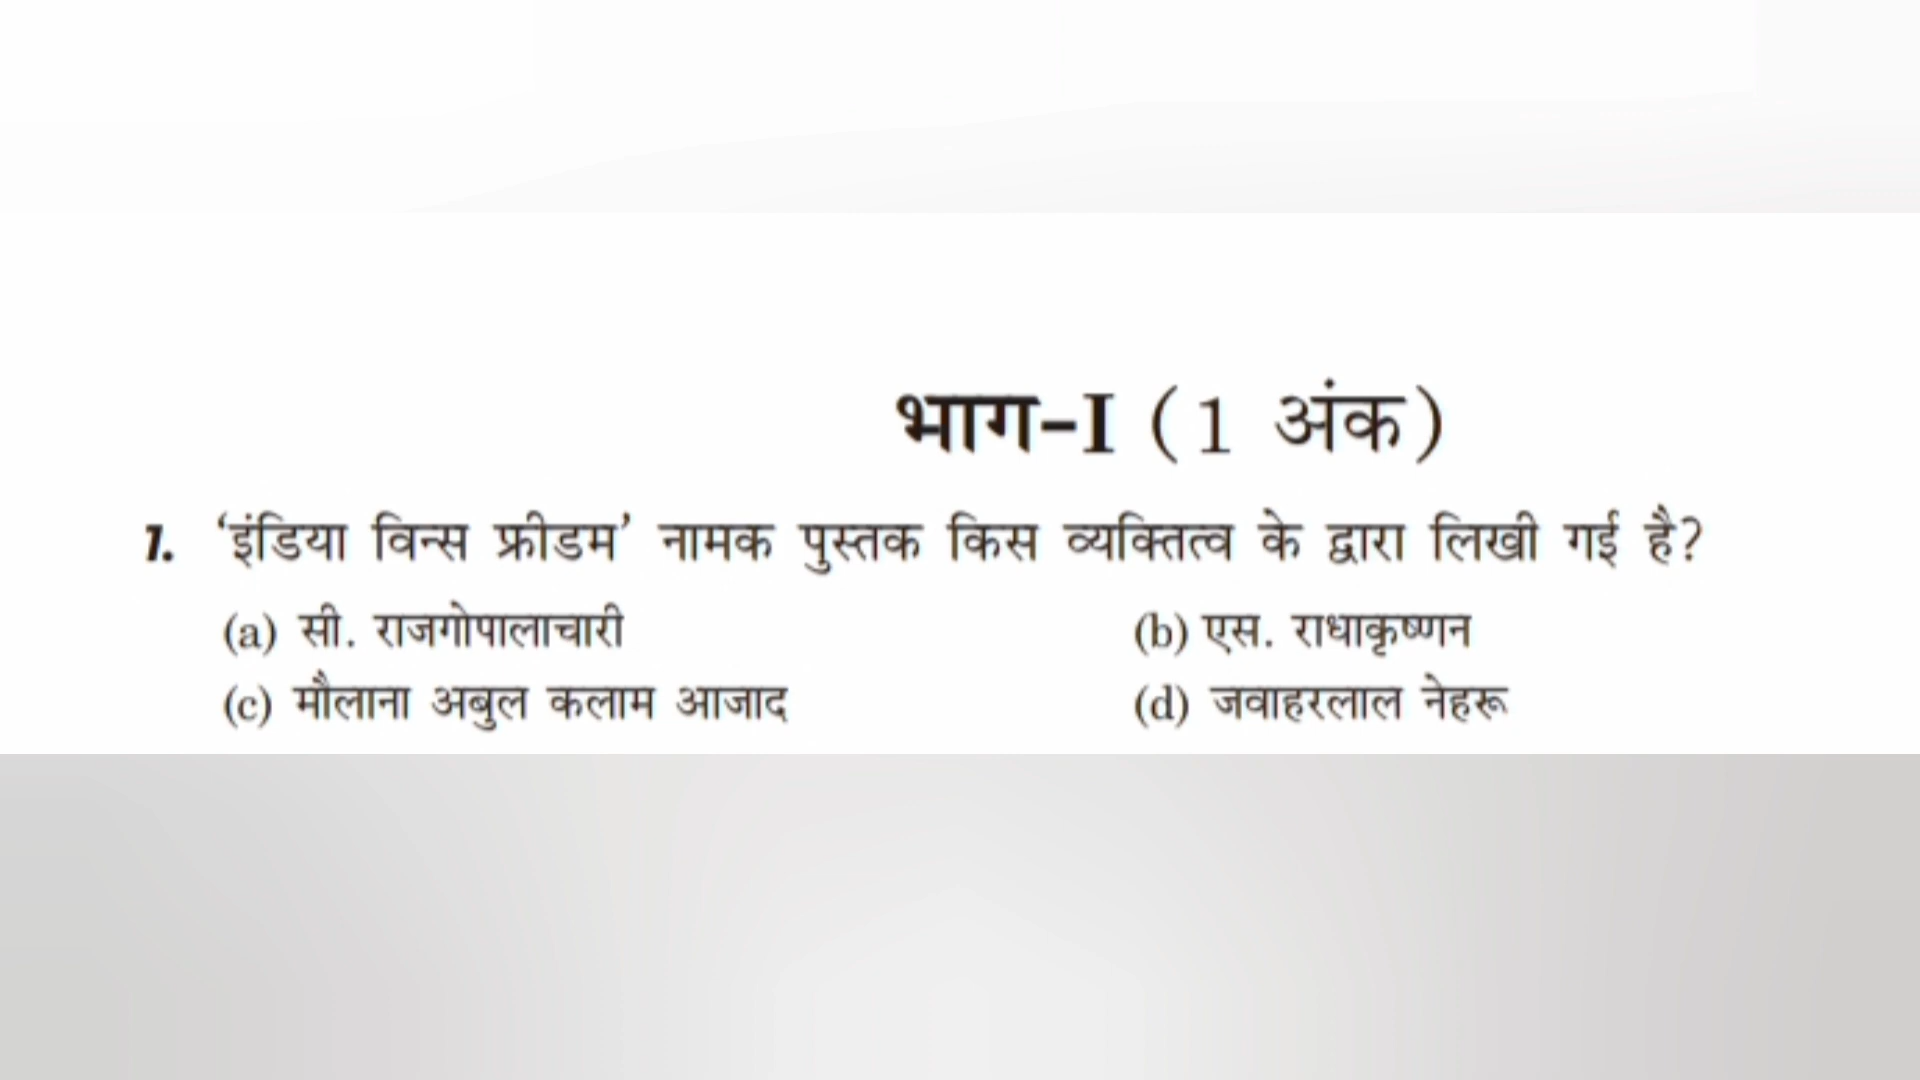 भाग-I (1 अंक)
1. ‘इंडिया विन्स फ्रीडम’ नामक पुस्तक किस व्यक्तित्व के द्वारा लिखी गई है?
(a) सी. राजगोपालाचारी (b) एस. राधाकृष्णन
(c) मौलाना अबुल कलाम आजाद (d) जवाहरलाल नेहरू